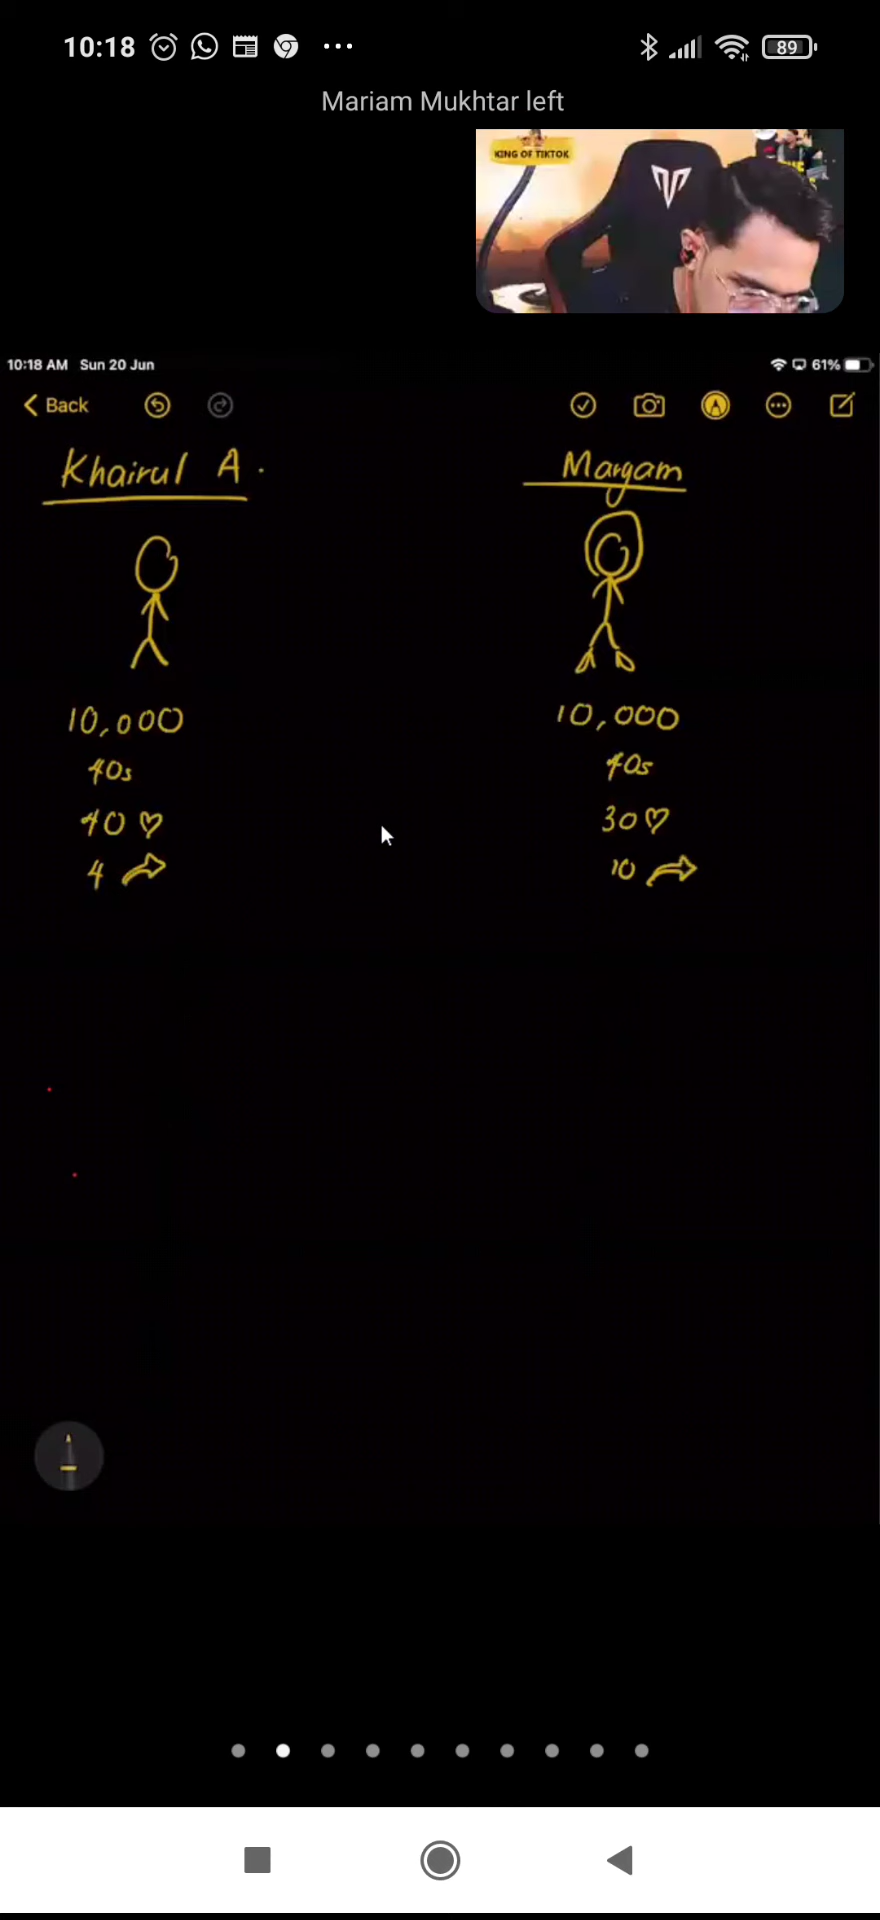 10:18
89
Mariam Mukhtar left
KING OF TIKTOK
10:18 AM Sun 20 Jun
61%
Back
Khairul A.
Maryam
10,000
10,000
40s
40s
40
30
4
10